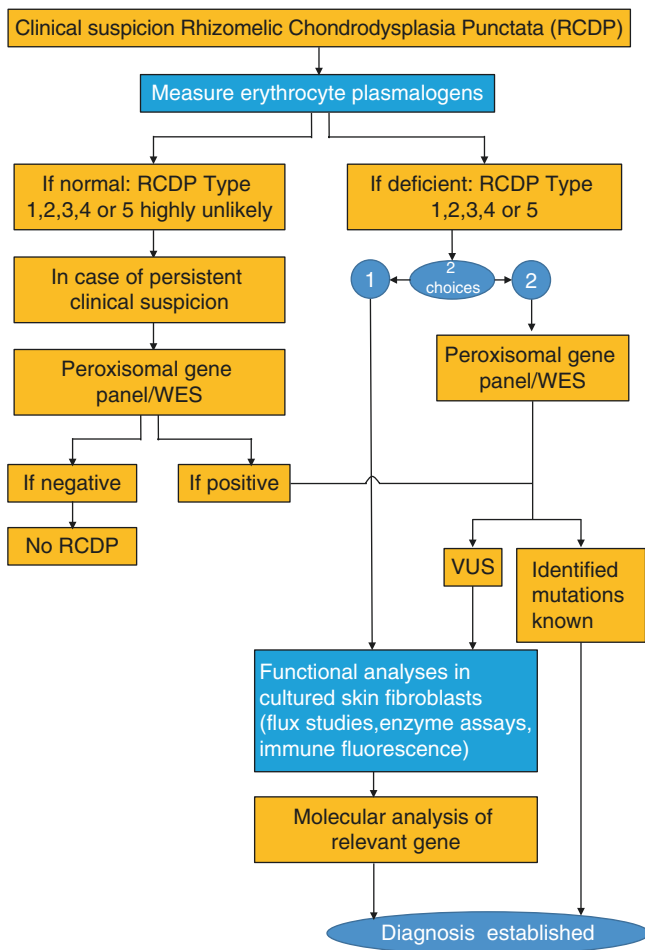 Clinical suspicion Rhizomelic Chondrodysplasia Punctata (RCDP)
Measure erythrocyte plasmalogens
If normal: RCDP Type
1,2,3,4 or 5 highly unlikely
If deficient: RCDP Type
1,2,3,4 or 5
In case of persistent
clinical suspicion
1
2
choices
2
Peroxisomal gene
panel/WES
Peroxisomal gene
panel/WES
If negative
If positive
No RCDP
VUS
Identified
mutations
known
Functional analyses in
cultured skin fibroblasts
(flux studies,enzyme assays,
immune fluorescence)
Molecular analysis of
relevant gene
Diagnosis established